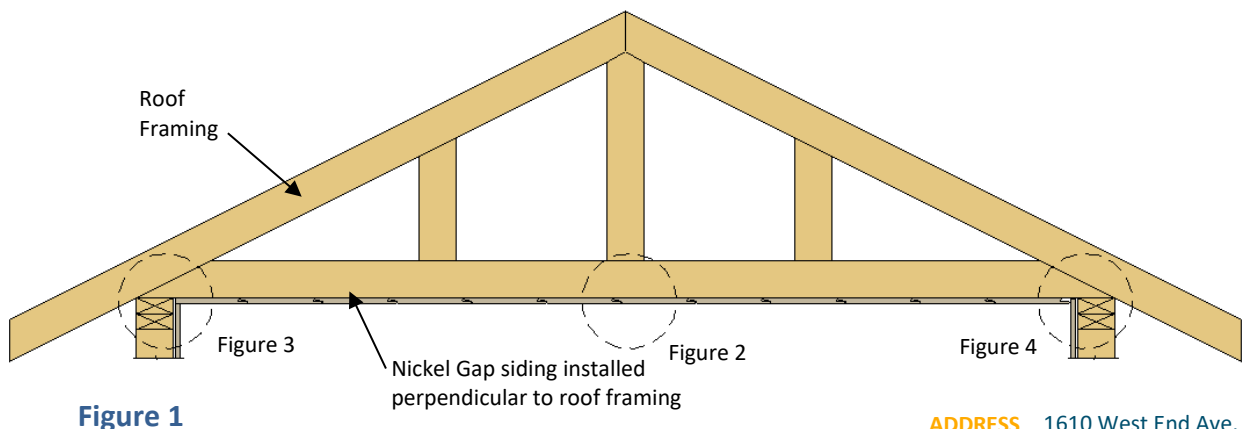 Roof
Framing
Figure 3
Figure 2
Figure 4
Nickel Gap siding installed
perpendicular to roof framing
Figure 1
ADDRESS 1610 West End Ave.